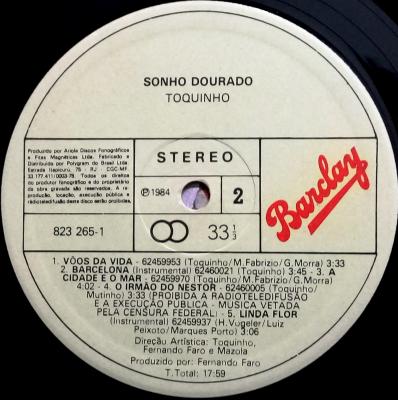 SONHO DOURADO
TOQUINHO
Produzido por Ariola Discos Fonográficos
e Fitas Magnéticas Ltda. Fabricado e
Distribuído por Polygram do Brasil Ltda.
Estrada Itapicuru, 75 - RJ - CGC-MF.
33.177.411/0003-78. Todos os direitos
do produtor fonográfico e do proprietário
da obra gravada são reservados. A re-
produção, locação, execução pública e
rádioteledifusão deste disco estão proibidas.
STEREO
℗ 1984
2
823 265-1
33 1/3
Barclay
1. VÔOS DA VIDA - 62459953 (Toquinho/M.Fabrizio/G.Morra) 3:33
2. BARCELONA (Instrumental) 62460021 (Toquinho) 3:45 - 3. A
CIDADE E O MAR - 62459970 (Toquinho/M.Fabrizio/G.Morra)
4:02 - 4. O IRMÃO DO NESTOR - 62460005 (Toquinho/
Mutinho) 3:33 (PROIBIDA A RADIOTELEDIFUSÃO
E A EXECUÇÃO PÚBLICA - MÚSICA VETADA
PELA CENSURA FEDERAL) - 5. LINDA FLOR
(Instrumental) 62459937 (H.Vogeler/Luiz
Peixoto/Marques Porto) 3:06
Direção Artística: Toquinho,
Fernando Faro e Mazola
Produzido por: Fernando Faro
T. Total: 17:59